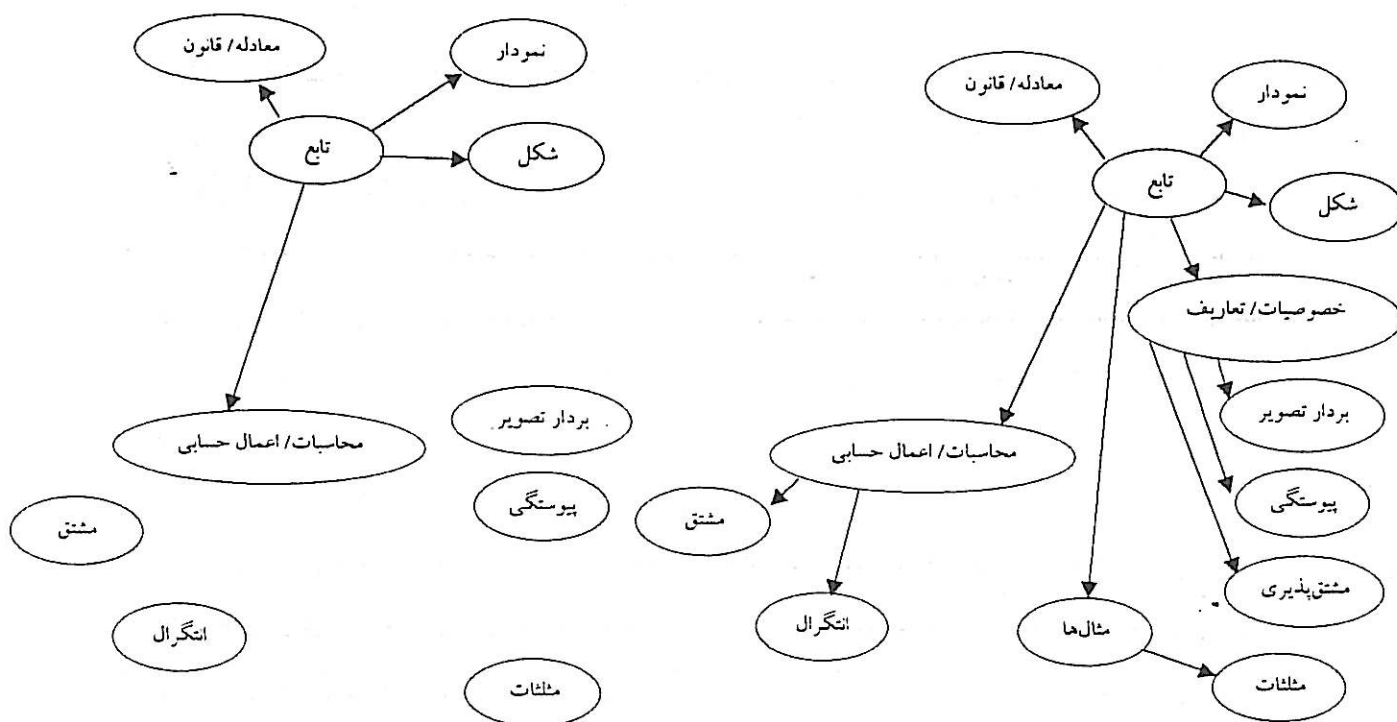 معادله/ قانون
نمودار
تابع
شکل
خصوصیات/ تعاریف
بردار تصویر
محاسبات/ اعمال حسابی
پیوستگی
مشتق
مشتق‌پذیری
انتگرال
مثال‌ها
مثلثات
معادله/ قانون
نمودار
تابع
شکل
بردار تصویر
محاسبات/ اعمال حسابی
پیوستگی
مشتق
انتگرال
مثلثات